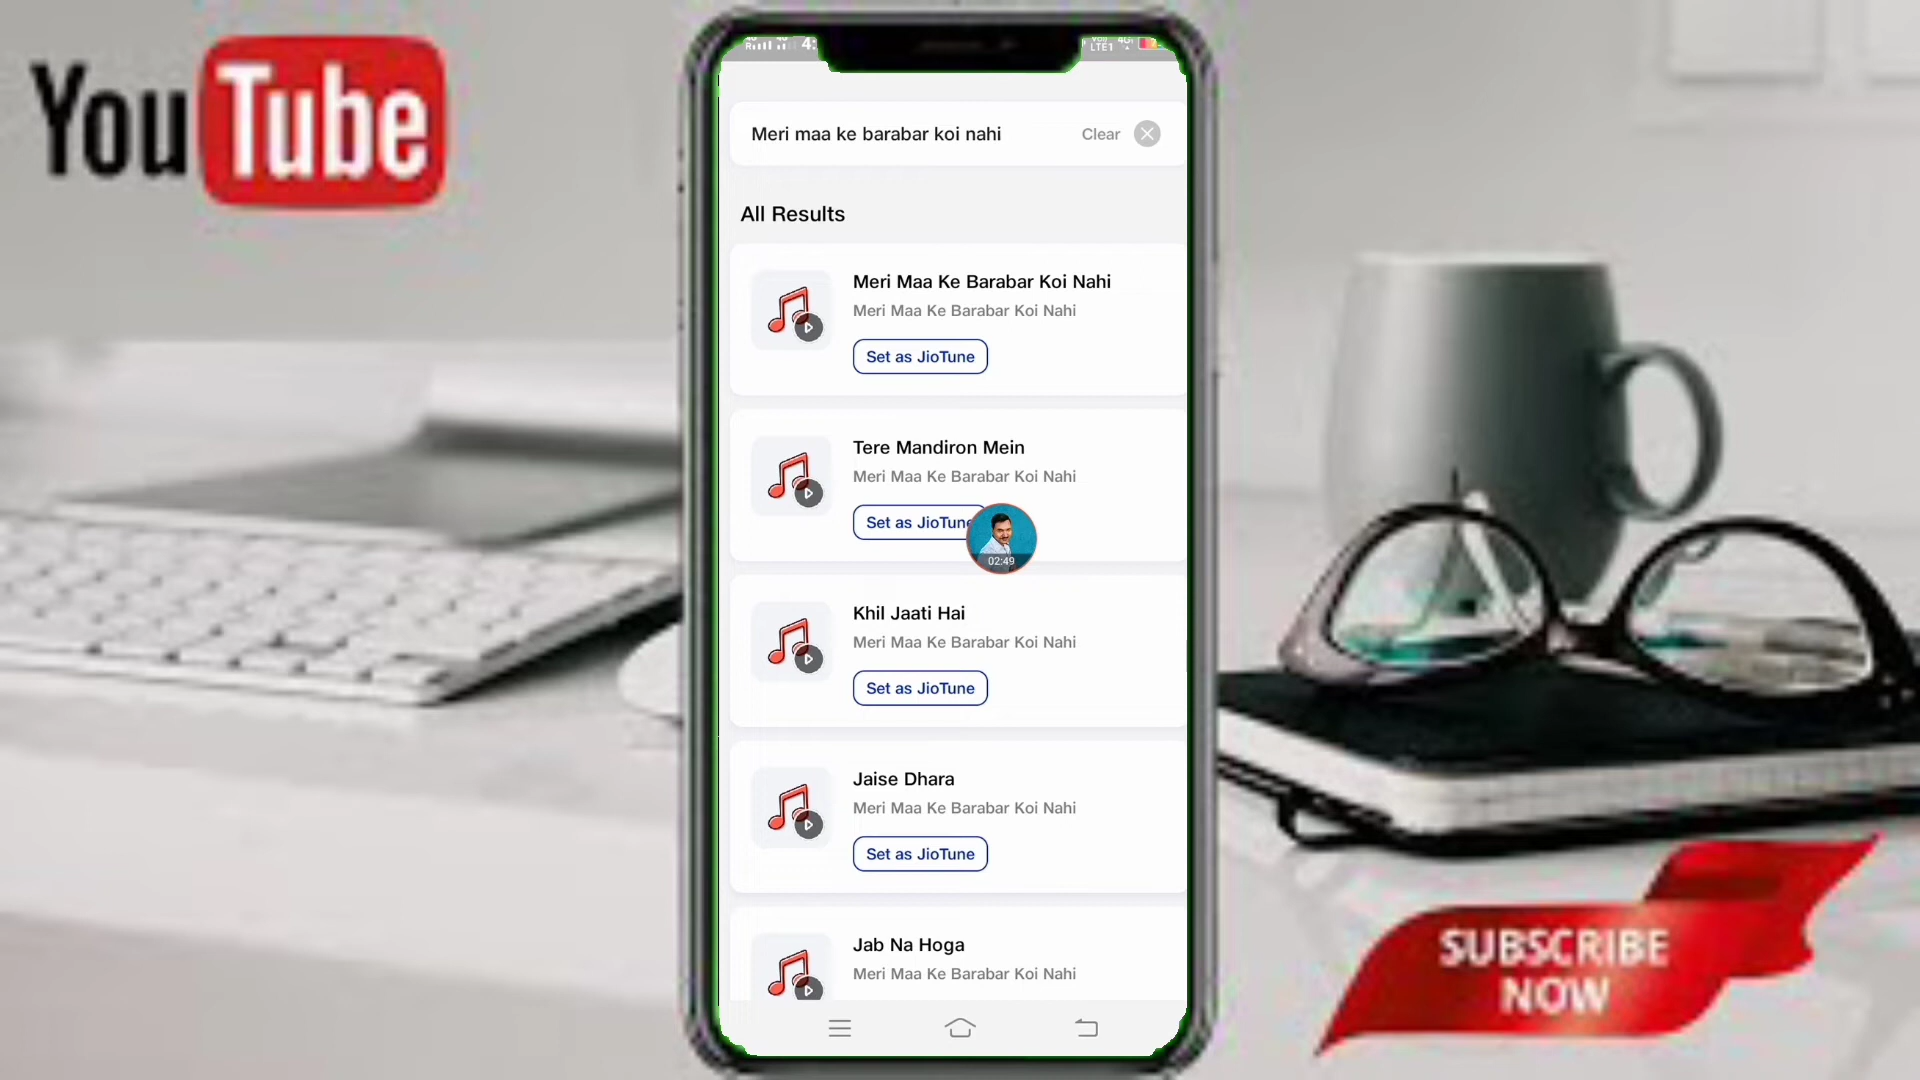 YouTube
4:
LTE1 4G
Meri maa ke barabar koi nahi
Clear
All Results
Meri Maa Ke Barabar Koi Nahi
Meri Maa Ke Barabar Koi Nahi
Set as JioTune
Tere Mandiron Mein
Meri Maa Ke Barabar Koi Nahi
Set as JioTune
02:49
Khil Jaati Hai
Meri Maa Ke Barabar Koi Nahi
Set as JioTune
Jaise Dhara
Meri Maa Ke Barabar Koi Nahi
Set as JioTune
Jab Na Hoga
Meri Maa Ke Barabar Koi Nahi
SUBSCRIBE
NOW